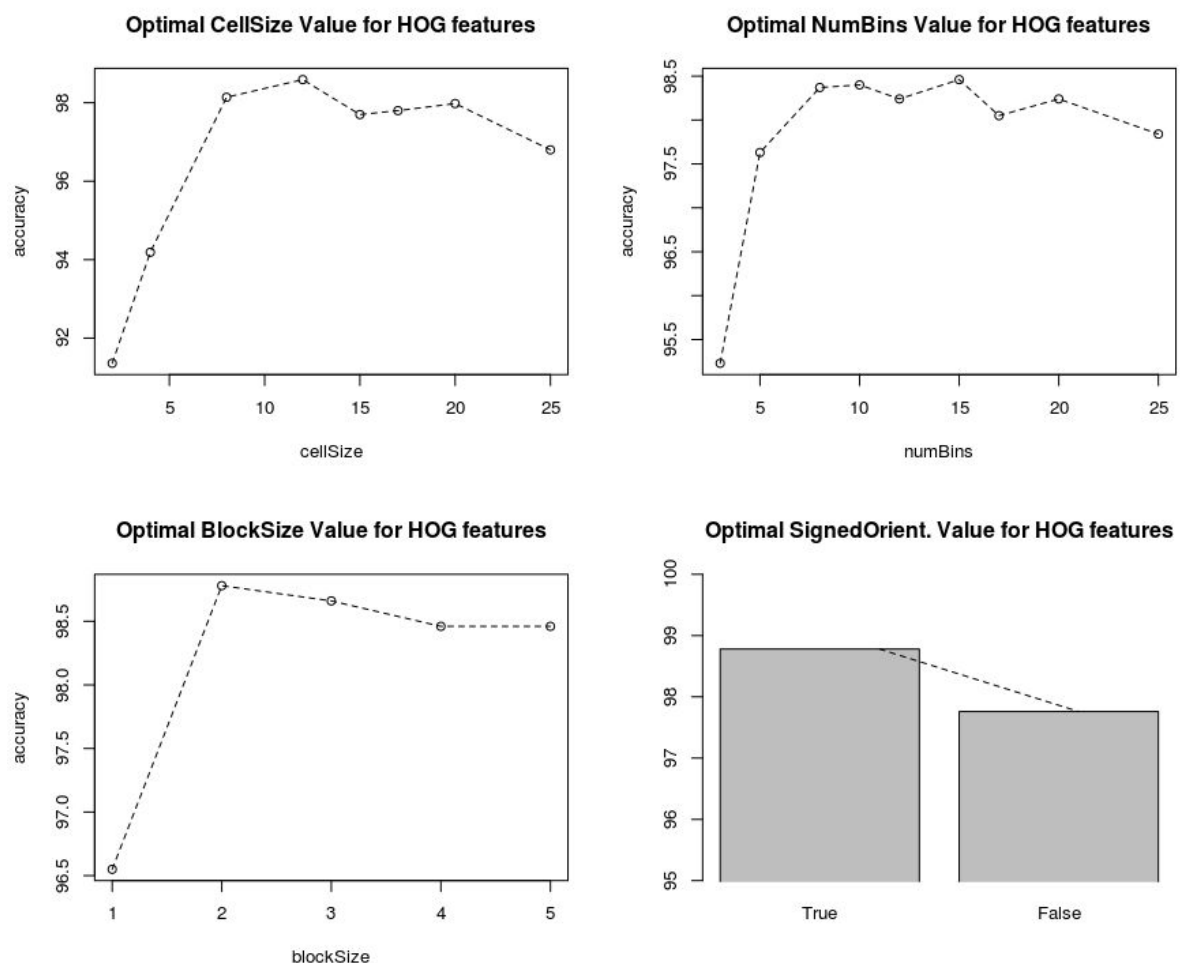 Optimal CellSize Value for HOG features
accuracy
92
94
96
98
5
10
15
20
25
cellSize
Optimal NumBins Value for HOG features
accuracy
95.5
96.5
97.5
98.5
5
10
15
20
25
numBins
Optimal BlockSize Value for HOG features
accuracy
96.5
97.0
97.5
98.0
98.5
1
2
3
4
5
blockSize
Optimal SignedOrient. Value for HOG features
95
96
97
98
99
100
True
False